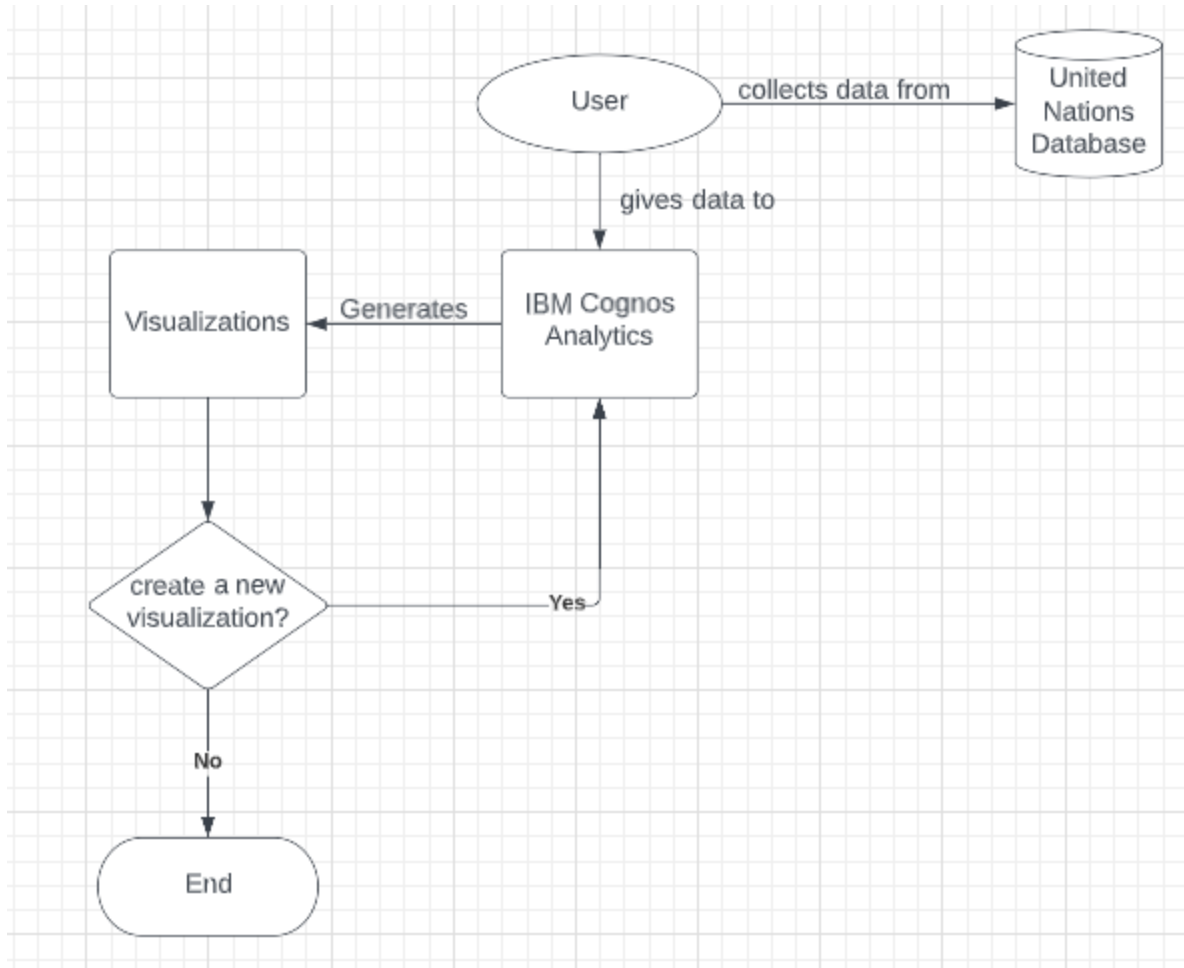 User
collects data from
United
Nations
Database
gives data to
Visualizations
Generates
IBM Cognos
Analytics
create a new
visualization?
Yes
No
End